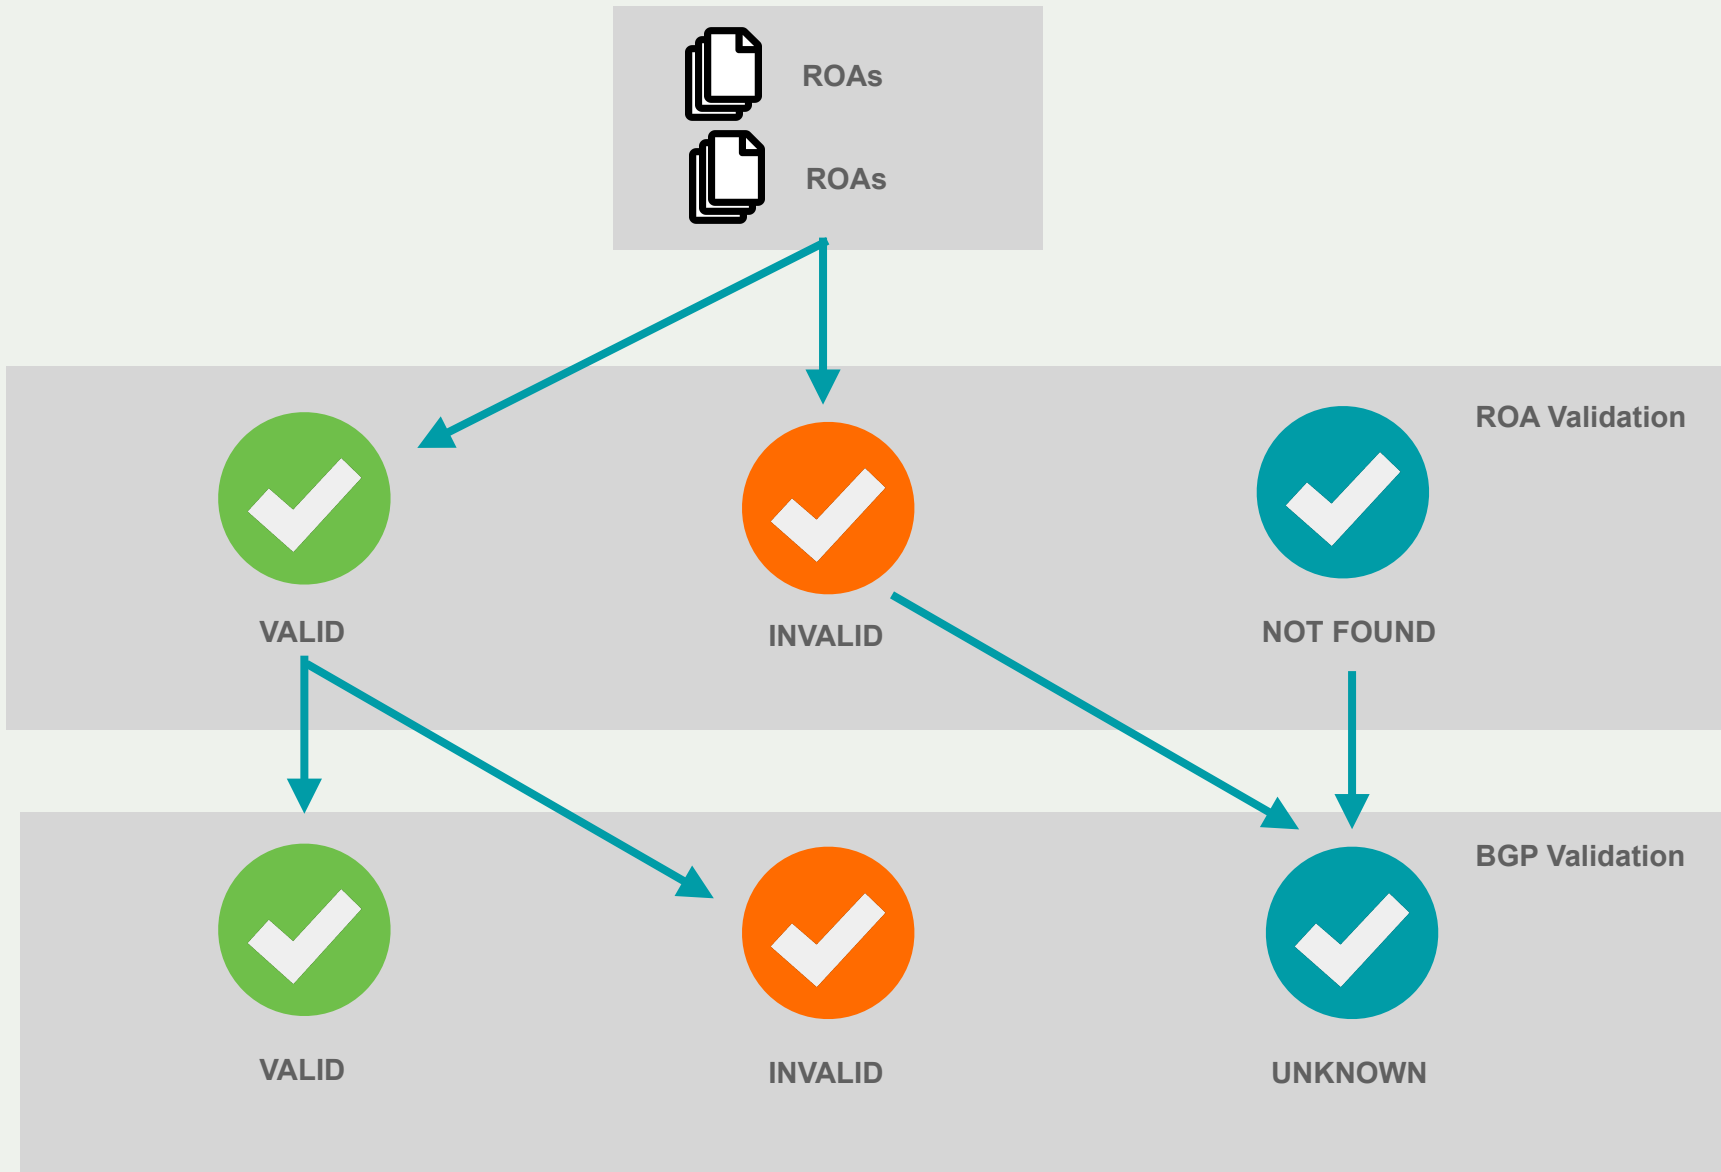 ROAs
ROAs
ROA Validation
VALID
INVALID
NOT FOUND
BGP Validation
VALID
INVALID
UNKNOWN